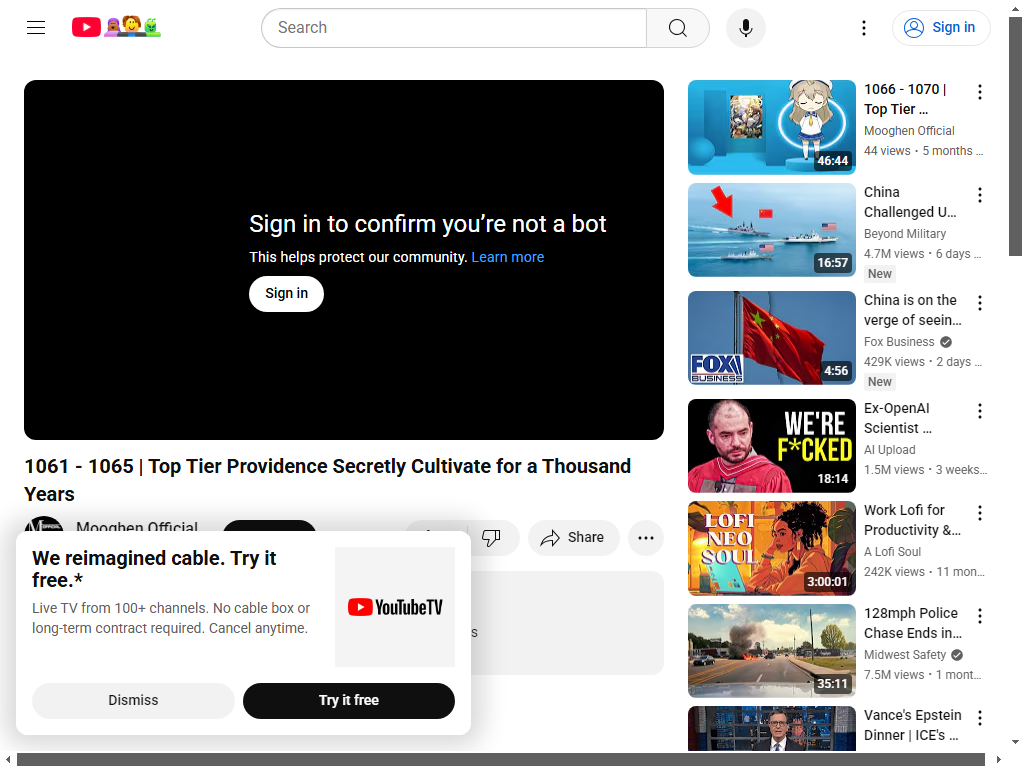 Search
Sign in
Sign in to confirm you’re not a bot
This helps protect our community. Learn more
Sign in
1061 - 1065 | Top Tier Providence Secretly Cultivate for a Thousand
Years
Mooghen Official
Share
s
We reimagined cable. Try it
free.*
Live TV from 100+ channels. No cable box or
long-term contract required. Cancel anytime.
YouTubeTV
Dismiss
Try it free
46:44
1066 - 1070 |
Top Tier ...
Mooghen Official
44 views • 5 months ...
16:57
China
Challenged U...
Beyond Military
4.7M views • 6 days ...
New
FOX
BUSINESS
4:56
China is on the
verge of seein...
Fox Business
429K views • 2 days ...
New
WE'RE
F*CKED
18:14
Ex-OpenAI
Scientist ...
AI Upload
1.5M views • 3 weeks...
LOFI
NEO
SOUL
3:00:01
Work Lofi for
Productivity &...
A Lofi Soul
242K views • 11 mon...
35:11
128mph Police
Chase Ends in...
Midwest Safety
7.5M views • 1 mont...
Vance's Epstein
Dinner | ICE's ...